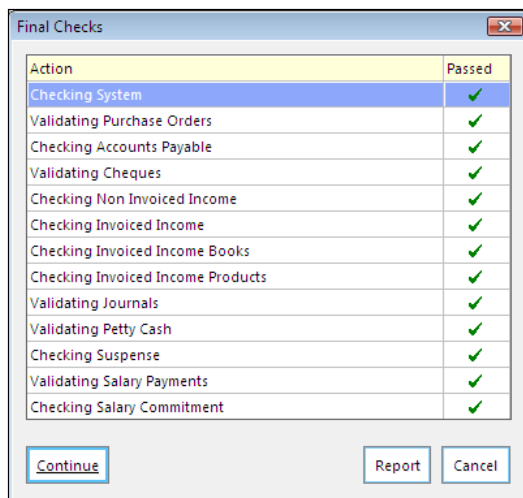 Final Checks
Action Passed
Checking System
Validating Purchase Orders
Checking Accounts Payable
Validating Cheques
Checking Non Invoiced Income
Checking Invoiced Income
Checking Invoiced Income Books
Checking Invoiced Income Products
Validating Journals
Validating Petty Cash
Checking Suspense
Validating Salary Payments
Checking Salary Commitment
Continue Report Cancel